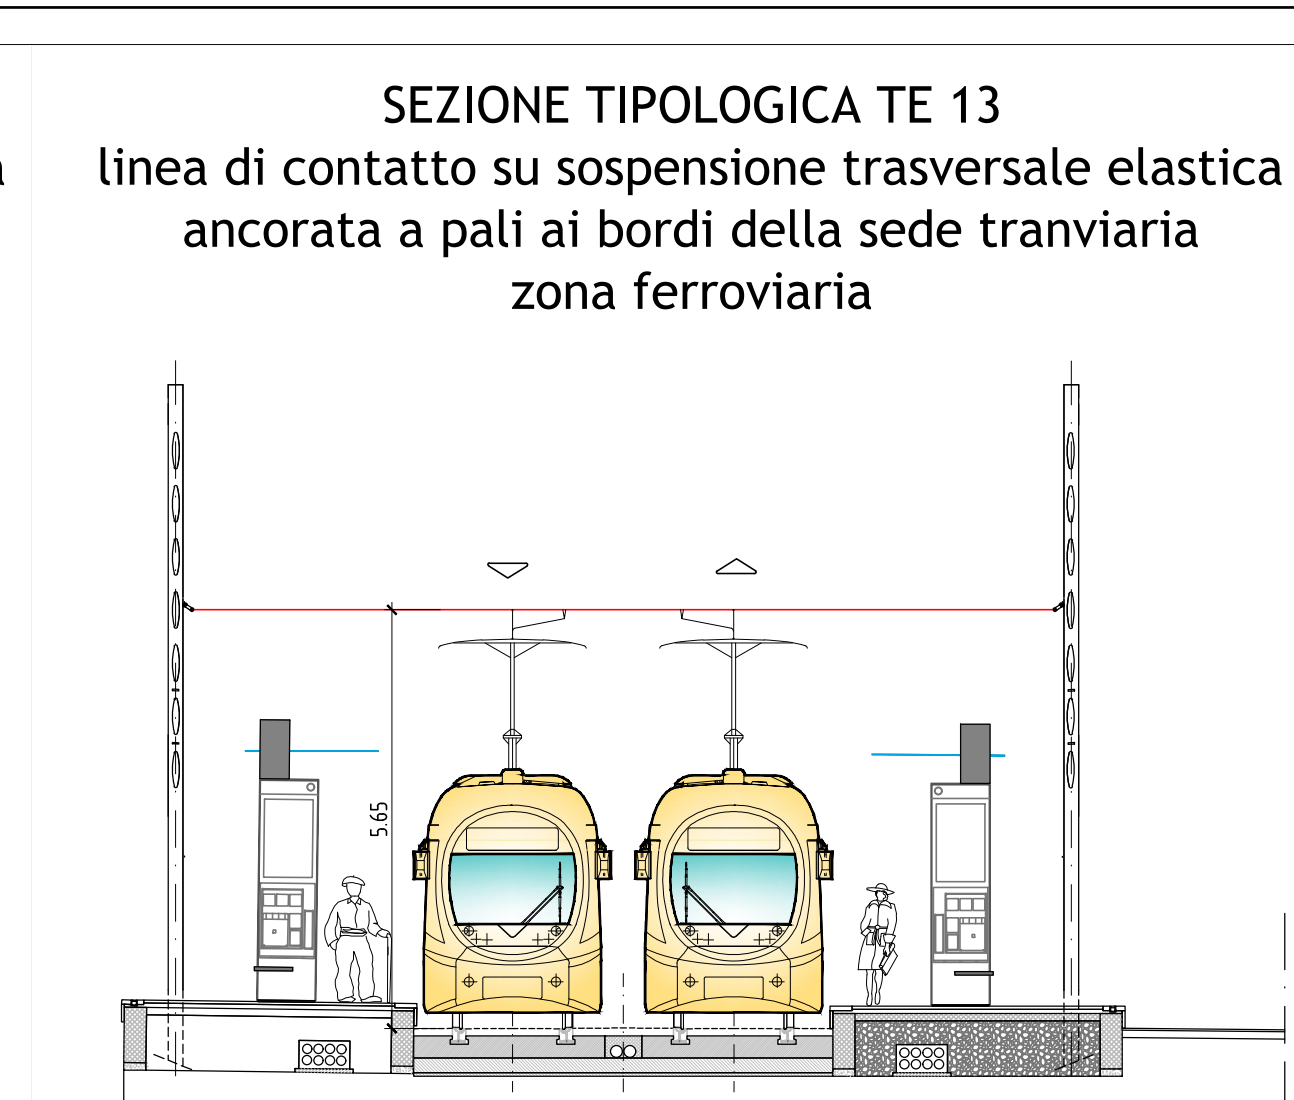 SEZIONE TIPOLOGICA TE 13
linea di contatto su sospensione trasversale elastica
ancorata a pali ai bordi della sede tranviaria
zona ferroviaria
5.65